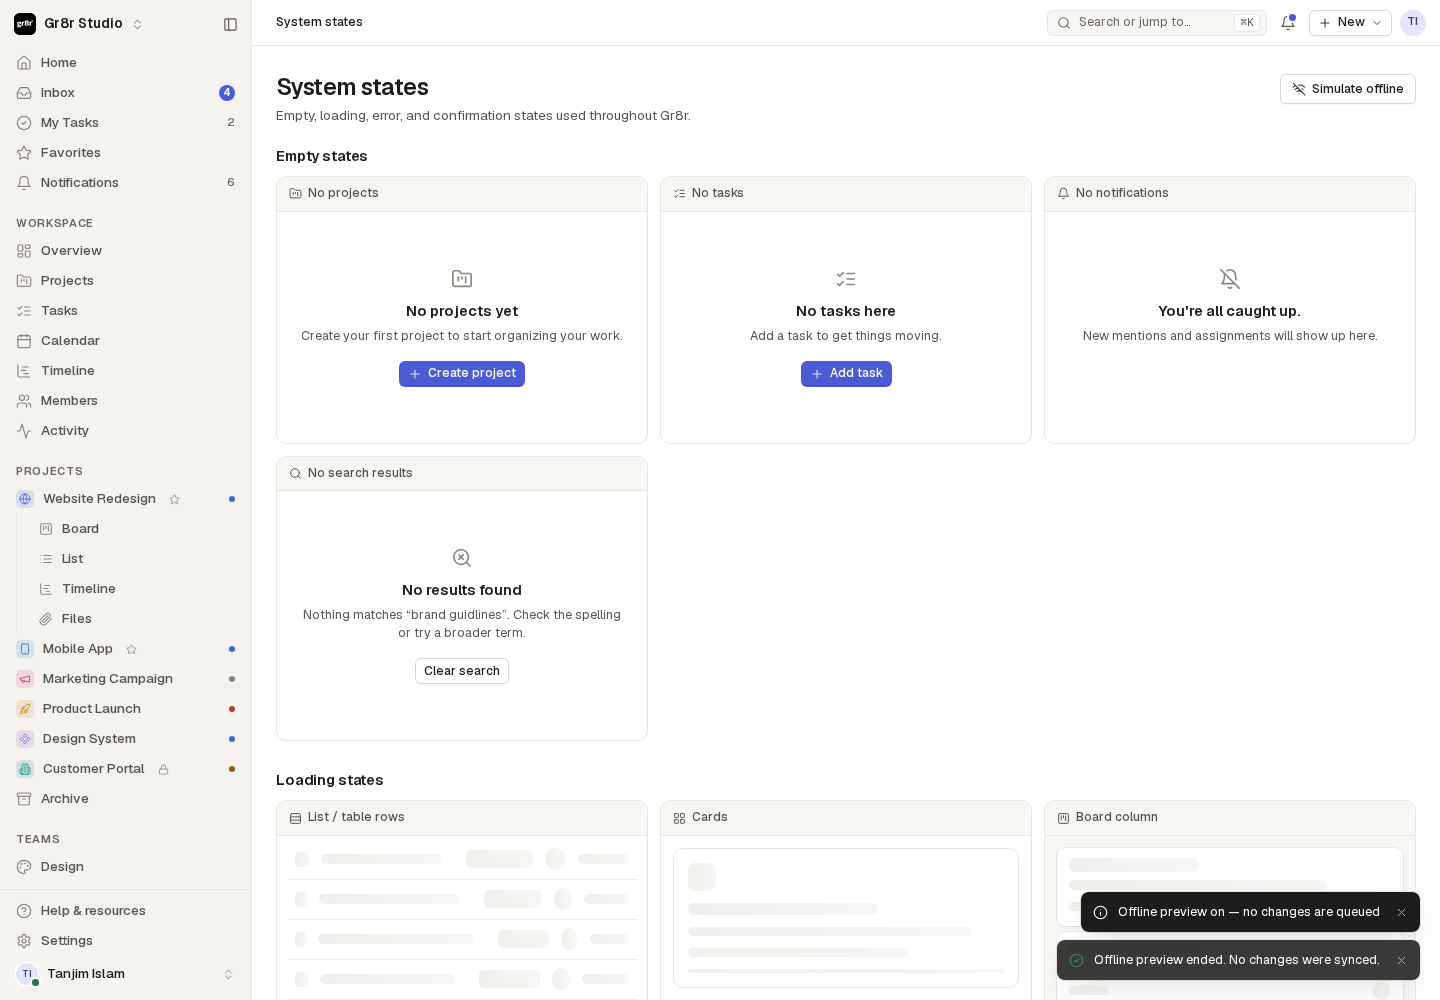 gr8r
Gr8r Studio
Home
Inbox
4
My Tasks
2
Favorites
Notifications
6
WORKSPACE
Overview
Projects
Tasks
Calendar
Timeline
Members
Activity
PROJECTS
Website Redesign
Board
List
Timeline
Files
Mobile App
Marketing Campaign
Product Launch
Design System
Customer Portal
Archive
TEAMS
Design
Help & resources
Settings
TI
Tanjim Islam
System states
Search or jump to...
⌘K
New
TI
System states
Simulate offline
Empty, loading, error, and confirmation states used throughout Gr8r.
Empty states
No projects
No projects yet
Create your first project to start organizing your work.
Create project
No tasks
No tasks here
Add a task to get things moving.
Add task
No notifications
You're all caught up.
New mentions and assignments will show up here.
No search results
No results found
Nothing matches “brand guidlines”. Check the spelling
or try a broader term.
Clear search
Loading states
List / table rows
Cards
Board column
Offline preview on — no changes are queued
Offline preview ended. No changes were synced.